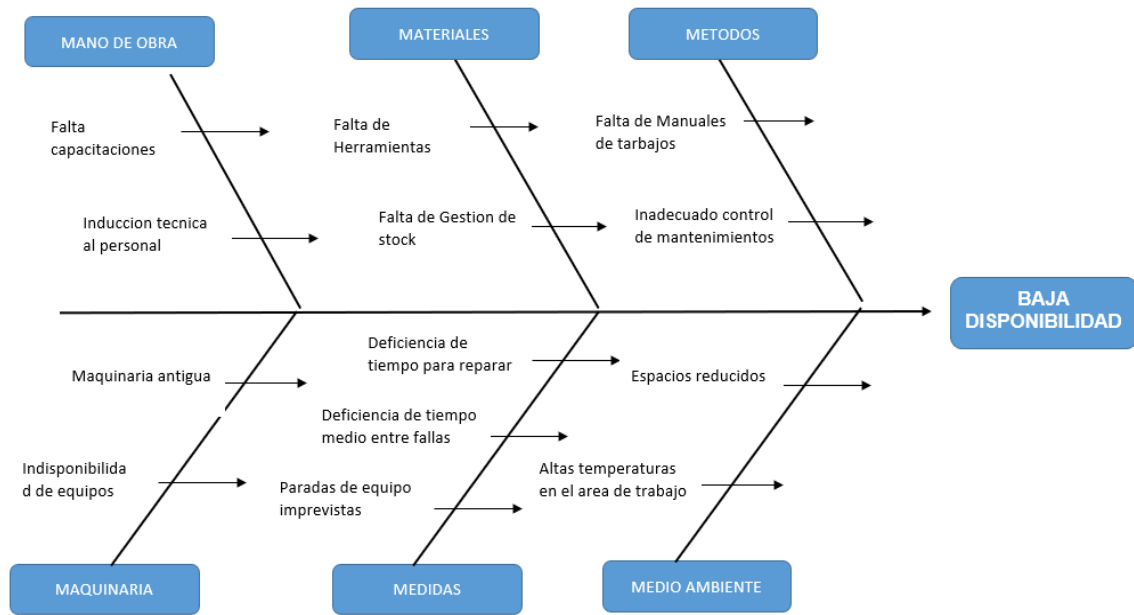 MANO DE OBRA
MATERIALES
METODOS
Falta
capacitaciones
Falta de
Herramientas
Falta de Manuales
de tarbajos
Induccion tecnica
al personal
Falta de Gestion de
stock
Inadecuado control
de mantenimientos
BAJA
DISPONIBILIDAD
Maquinaria antigua
Deficiencia de
tiempo para reparar
Espacios reducidos
Deficiencia de tiempo
medio entre fallas
Indisponibilida
d de equipos
Paradas de equipo
imprevistas
Altas temperaturas
en el area de trabajo
MAQUINARIA
MEDIDAS
MEDIO AMBIENTE